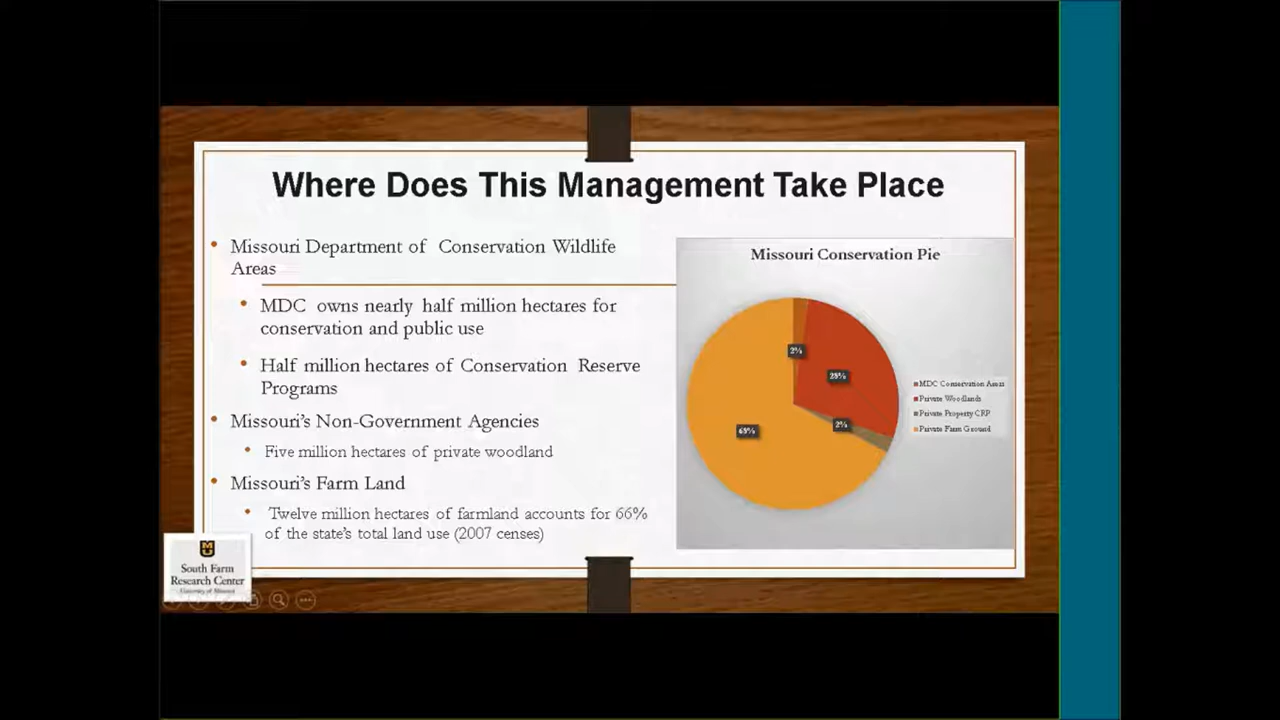 Where Does This Management Take Place
Missouri Department of Conservation Wildlife
Areas
MDC owns nearly half million hectares for
conservation and public use
Half million hectares of Conservation Reserve
Programs
Missouri's Non-Government Agencies
Five million hectares of private woodland
Missouri's Farm Land
Twelve million hectares of farmland accounts for 66%
of the state's total land use (2007 censes)
Missouri Conservation Pie
2%
28%
2%
MDC Conservation Areas
Private Woodlands
Private Property CRP
Private Farm Ground
MU
South Farm
Research Center
University of Missouri